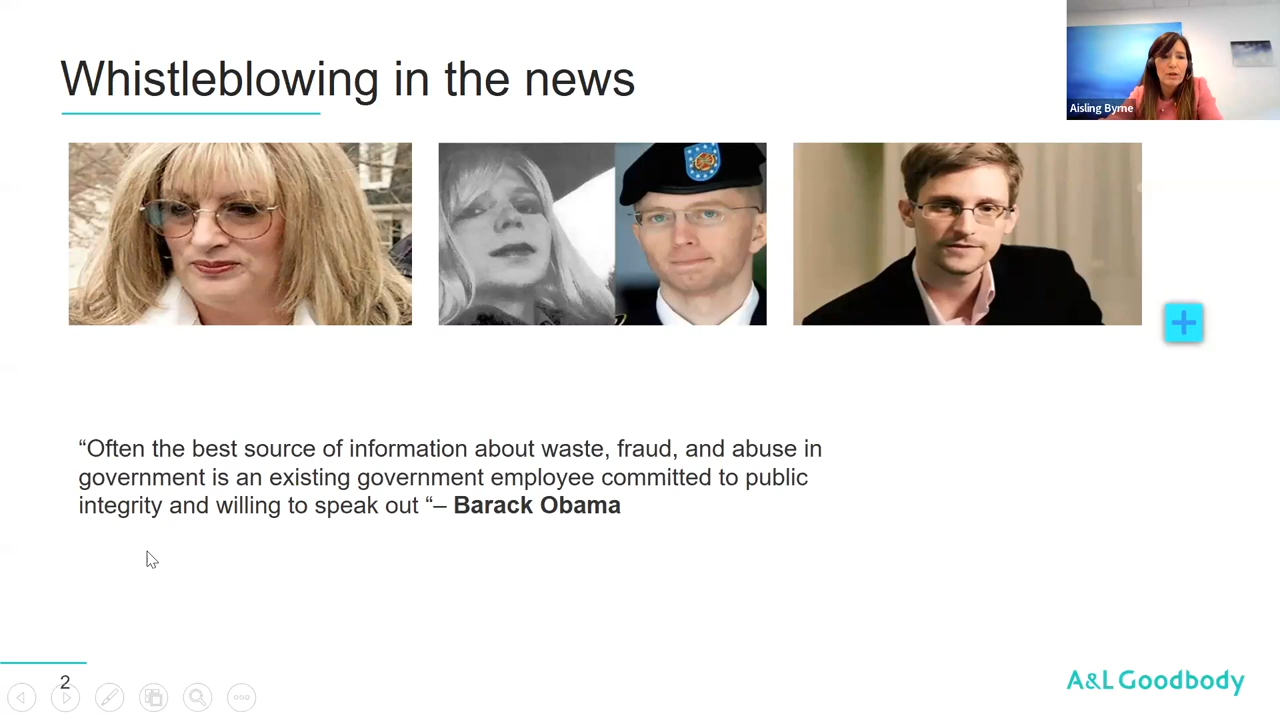 Whistleblowing in the news
Aisling Byrne
“Often the best source of information about waste, fraud, and abuse in
government is an existing government employee committed to public
integrity and willing to speak out “– Barack Obama
2
A&L Goodbody